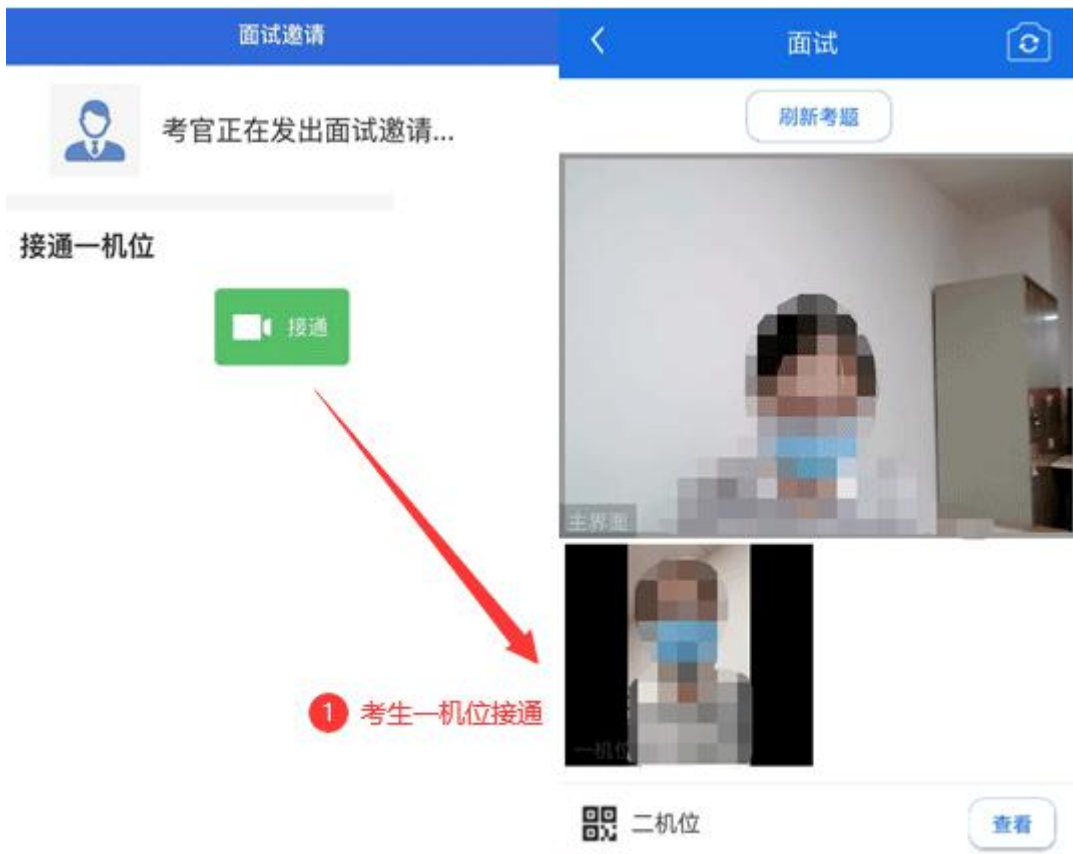 面试邀请
考官正在发出面试邀请...
接通一机位
接通
1 考生一机位接通
面试
刷新考题
主界面
一机位
二机位
查看